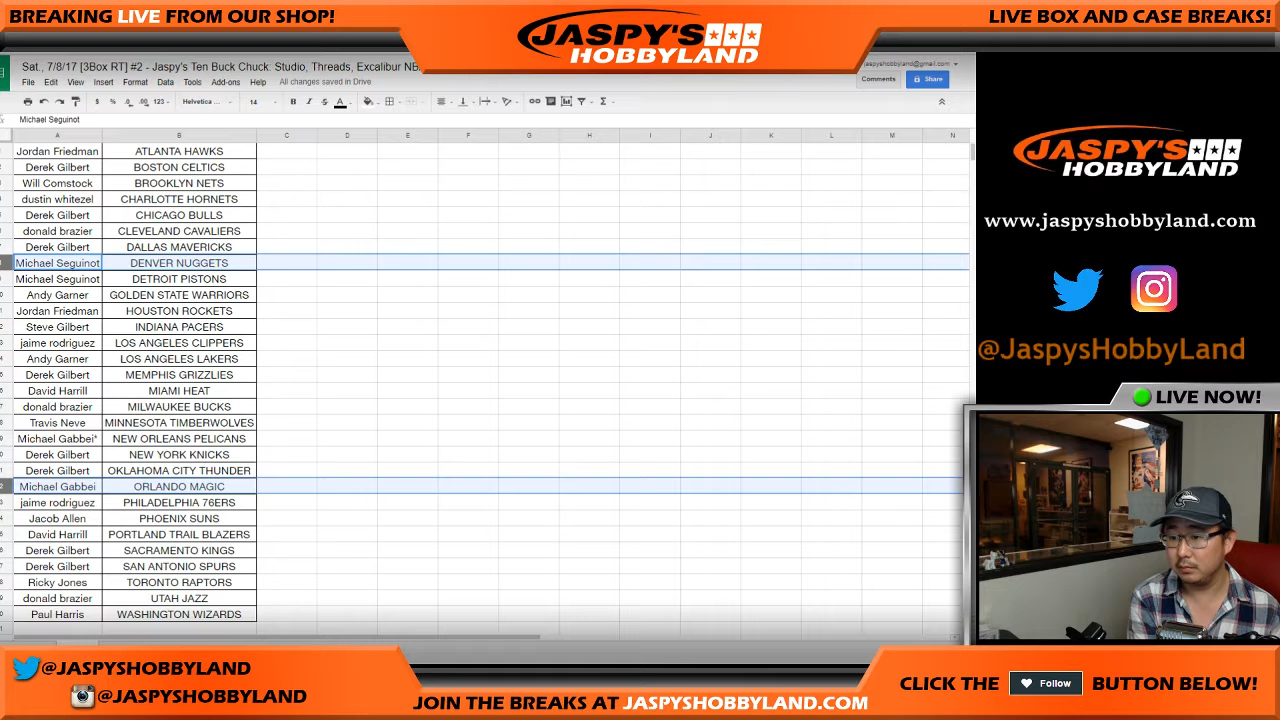 BREAKING LIVE FROM OUR SHOP!
JASPY'S
HOBBYLAND
LIVE BOX AND CASE BREAKS!
Sat., 7/8/17 [3Box RT] #2 - Jaspy's Ten Buck Chuck Studio, Threads, Excalibur NB
jaspyshobbyland@gmail.com
File Edit View Insert Format Data Tools Add-ons Help All changes saved in Drive
Comments
Share
$ % .0 .00 123 Helvetica... 14 B I S A
Michael Seguinot
A B C D E F G H I J K L M N
Jordan Friedman ATLANTA HAWKS
Derek Gilbert BOSTON CELTICS
Will Comstock BROOKLYN NETS
dustin whitezel CHARLOTTE HORNETS
Derek Gilbert CHICAGO BULLS
donald brazier CLEVELAND CAVALIERS
Derek Gilbert DALLAS MAVERICKS
Michael Seguinot DENVER NUGGETS
Michael Seguinot DETROIT PISTONS
Andy Garner GOLDEN STATE WARRIORS
Jordan Friedman HOUSTON ROCKETS
Steve Gilbert INDIANA PACERS
jaime rodriguez LOS ANGELES CLIPPERS
Andy Garner LOS ANGELES LAKERS
Derek Gilbert MEMPHIS GRIZZLIES
David Harrill MIAMI HEAT
donald brazier MILWAUKEE BUCKS
Travis Neve MINNESOTA TIMBERWOLVES
Michael Gabbei* NEW ORLEANS PELICANS
Derek Gilbert NEW YORK KNICKS
Derek Gilbert OKLAHOMA CITY THUNDER
Michael Gabbei ORLANDO MAGIC
jaime rodriguez PHILADELPHIA 76ERS
Jacob Allen PHOENIX SUNS
David Harrill PORTLAND TRAIL BLAZERS
Derek Gilbert SACRAMENTO KINGS
Derek Gilbert SAN ANTONIO SPURS
Ricky Jones TORONTO RAPTORS
donald brazier UTAH JAZZ
Paul Harris WASHINGTON WIZARDS
JASPY'S
HOBBYLAND
www.jaspyshobbyland.com
@JaspysHobbyLand
LIVE NOW!
@JASPYSHOBBYLAND
@JASPYSHOBBYLAND
JOIN THE BREAKS AT JASPYSHOBBYLAND.COM
CLICK THE Follow BUTTON BELOW!